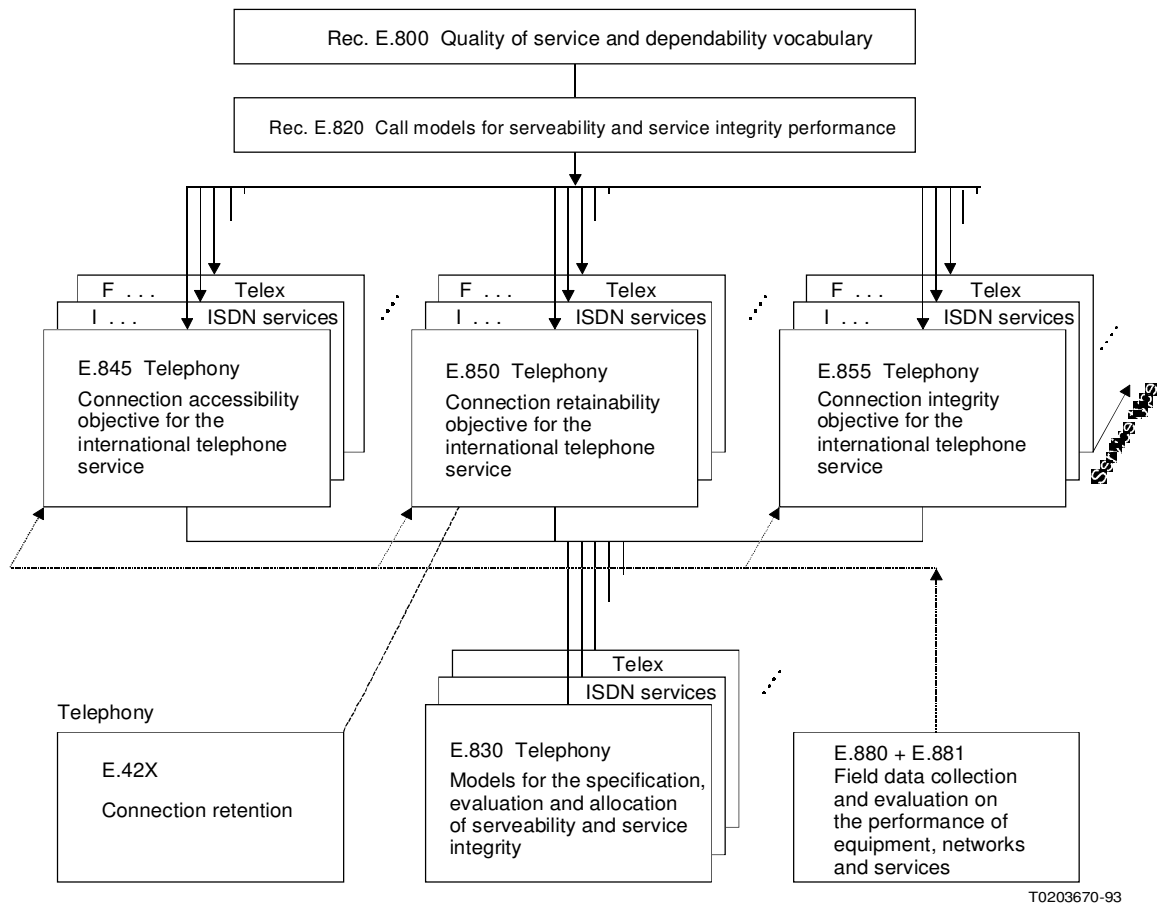 Rec. E.800 Quality of service and dependability vocabulary
Rec. E.820 Call models for serveability and service integrity performance
F . . . Telex
I . . . ISDN services
E.845 Telephony
Connection accessibility
objective for the
international telephone
service
F . . . Telex
I . . . ISDN services
E.850 Telephony
Connection retainability
objective for the
international telephone
service
F . . . Telex
I . . . ISDN services
E.855 Telephony
Connection integrity
objective for the
international telephone
service
Telephony
E.42X
Connection retention
Telex
ISDN services
E.830 Telephony
Models for the specification,
evaluation and allocation
of serveability and service
integrity
E.880 + E.881
Field data collection
and evaluation on
the performance of
equipment, networks
and services
T0203670-93